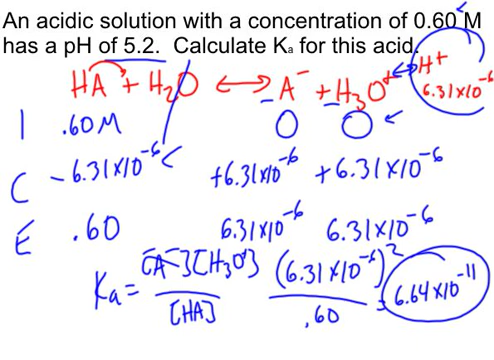 An acidic solution with a concentration of 0.60 M
has a pH of 5.2. Calculate Kₐ for this acid.
HA + H₂O ⟷ A⁻ + H₃O⁺ ⟷ H⁺
6.31×10⁻⁶
I .60M O O
C -6.31×10⁻⁶ +6.31×10⁻⁶ +6.31×10⁻⁶
E .60 6.31×10⁻⁶ 6.31×10⁻⁶
Ka = [A⁻][H₃O⁺] / [HA] (6.31×10⁻⁶)² / .60 = 6.64×10⁻¹¹